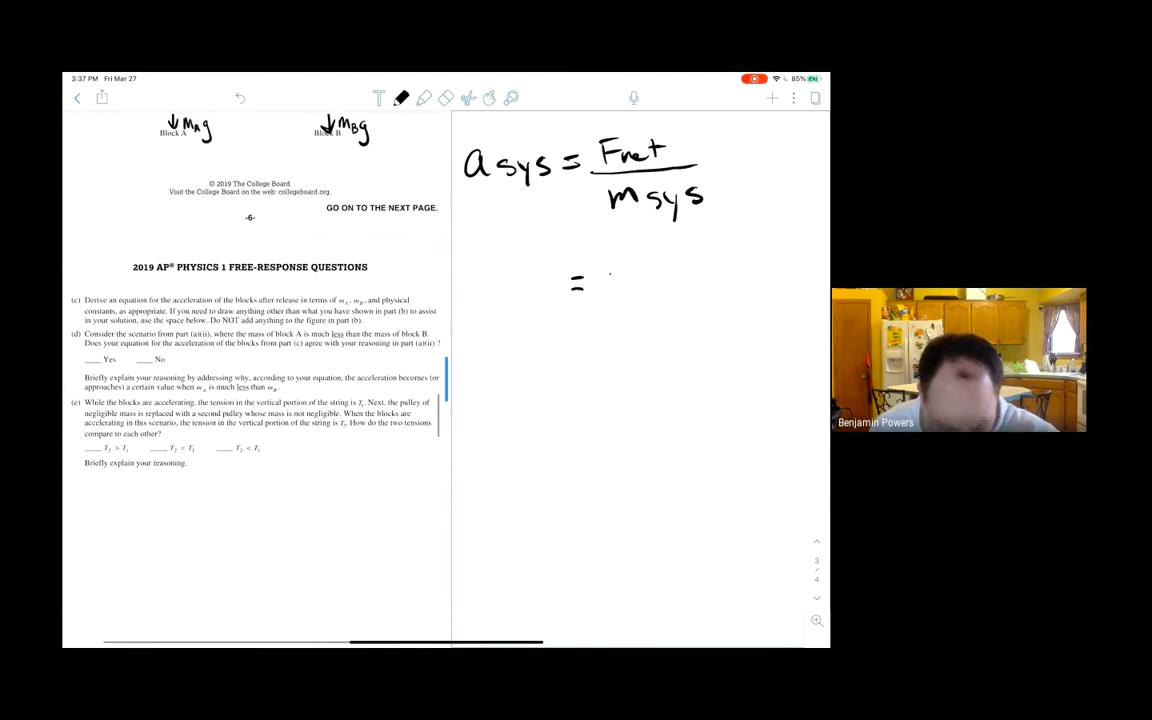 3:37 PM Fri Mar 27
85%
mAg
mBg
Block A
Block B
© 2019 The College Board.
Visit the College Board on the web: collegeboard.org.
GO ON TO THE NEXT PAGE.
-6-
2019 AP® PHYSICS 1 FREE-RESPONSE QUESTIONS
(c) Derive an equation for the acceleration of the blocks after release in terms of mA, mB, and physical
constants, as appropriate. If you need to draw anything other than what you have shown in part (b) to assist
in your solution, use the space below. Do NOT add anything to the figure in part (b).
(d) Consider the scenario from part (a)(ii), where the mass of block A is much less than the mass of block B.
Does your equation for the acceleration of the blocks from part (c) agree with your reasoning in part (a)(ii) ?
____ Yes ____ No
Briefly explain your reasoning by addressing why, according to your equation, the acceleration becomes (or
approaches) a certain value when mA is much less than mB.
(e) While the blocks are accelerating, the tension in the vertical portion of the string is T1. Next, the pulley of
negligible mass is replaced with a second pulley whose mass is not negligible. When the blocks are
accelerating in this scenario, the tension in the vertical portion of the string is T2. How do the two tensions
compare to each other?
____ T2 > T1 ____ T2 = T1 ____ T2 < T1
Briefly explain your reasoning.
a sys = Fnet
m sys
=
3
/
4
Benjamin Powers